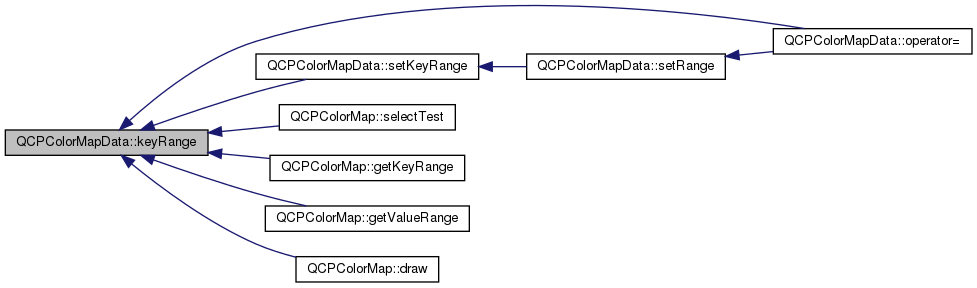 QCPColorMapData::operator=
QCPColorMapData::setKeyRange
QCPColorMapData::setRange
QCPColorMap::selectTest
QCPColorMapData::keyRange
QCPColorMap::getKeyRange
QCPColorMap::getValueRange
QCPColorMap::draw